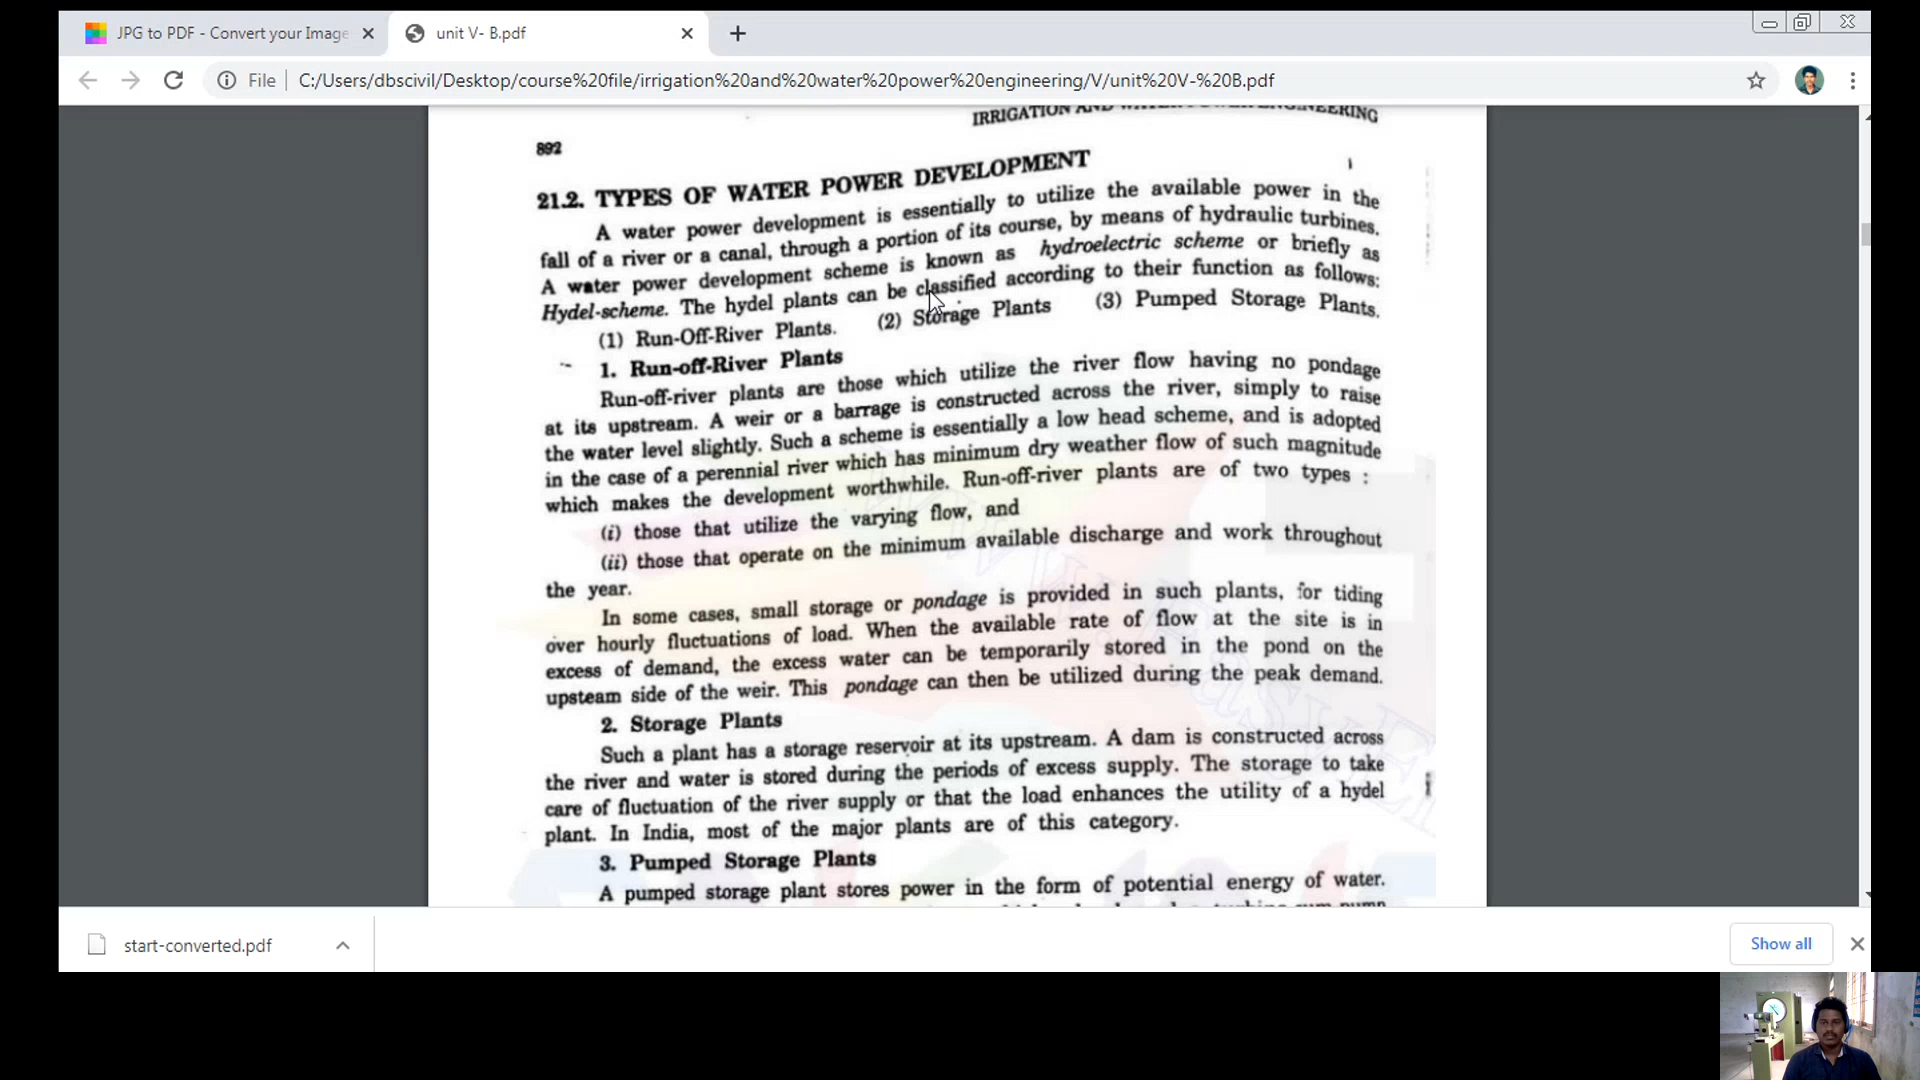 JPG to PDF - Convert your Image
unit V- B.pdf
File
C:/Users/dbscivil/Desktop/course%20file/irrigation%20and%20water%20power%20engineering/V/unit%20V-%20B.pdf
IRRIGATION AND WATER POWER ENGINEERING
892
21.2. TYPES OF WATER POWER DEVELOPMENT
A water power development is essentially to utilize the available power in the
fall of a river or a canal, through a portion of its course, by means of hydraulic turbines.
A water power development scheme is known as hydroelectric scheme or briefly as
Hydel-scheme. The hydel plants can be classified according to their function as follows:
(1) Run-Off-River Plants. (2) Storage Plants (3) Pumped Storage Plants.
1. Run-off-River Plants
Run-off-river plants are those which utilize the river flow having no pondage
at its upstream. A weir or a barrage is constructed across the river, simply to raise
the water level slightly. Such a scheme is essentially a low head scheme, and is adopted
in the case of a perennial river which has minimum dry weather flow of such magnitude
which makes the development worthwhile. Run-off-river plants are of two types :
(i) those that utilize the varying flow, and
(ii) those that operate on the minimum available discharge and work throughout
the year.
In some cases, small storage or pondage is provided in such plants, for tiding
over hourly fluctuations of load. When the available rate of flow at the site is in
excess of demand, the excess water can be temporarily stored in the pond on the
upsteam side of the weir. This pondage can then be utilized during the peak demand.
2. Storage Plants
Such a plant has a storage reservoir at its upstream. A dam is constructed across
the river and water is stored during the periods of excess supply. The storage to take
care of fluctuation of the river supply or that the load enhances the utility of a hydel
plant. In India, most of the major plants are of this category.
3. Pumped Storage Plants
A pumped storage plant stores power in the form of potential energy of water.
start-converted.pdf
Show all